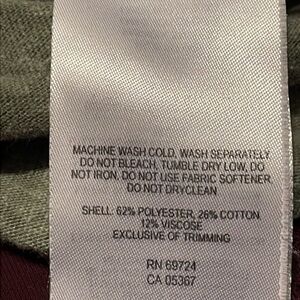 MACHINE WASH COLD, WASH SEPARATELY
DO NOT BLEACH, TUMBLE DRY LOW, DO
NOT IRON, DO NOT USE FABRIC SOFTENER,
DO NOT DRYCLEAN
SHELL: 62% POLYESTER, 26% COTTON
12% VISCOSE
EXCLUSIVE OF TRIMMING
RN 69724
CA 05367